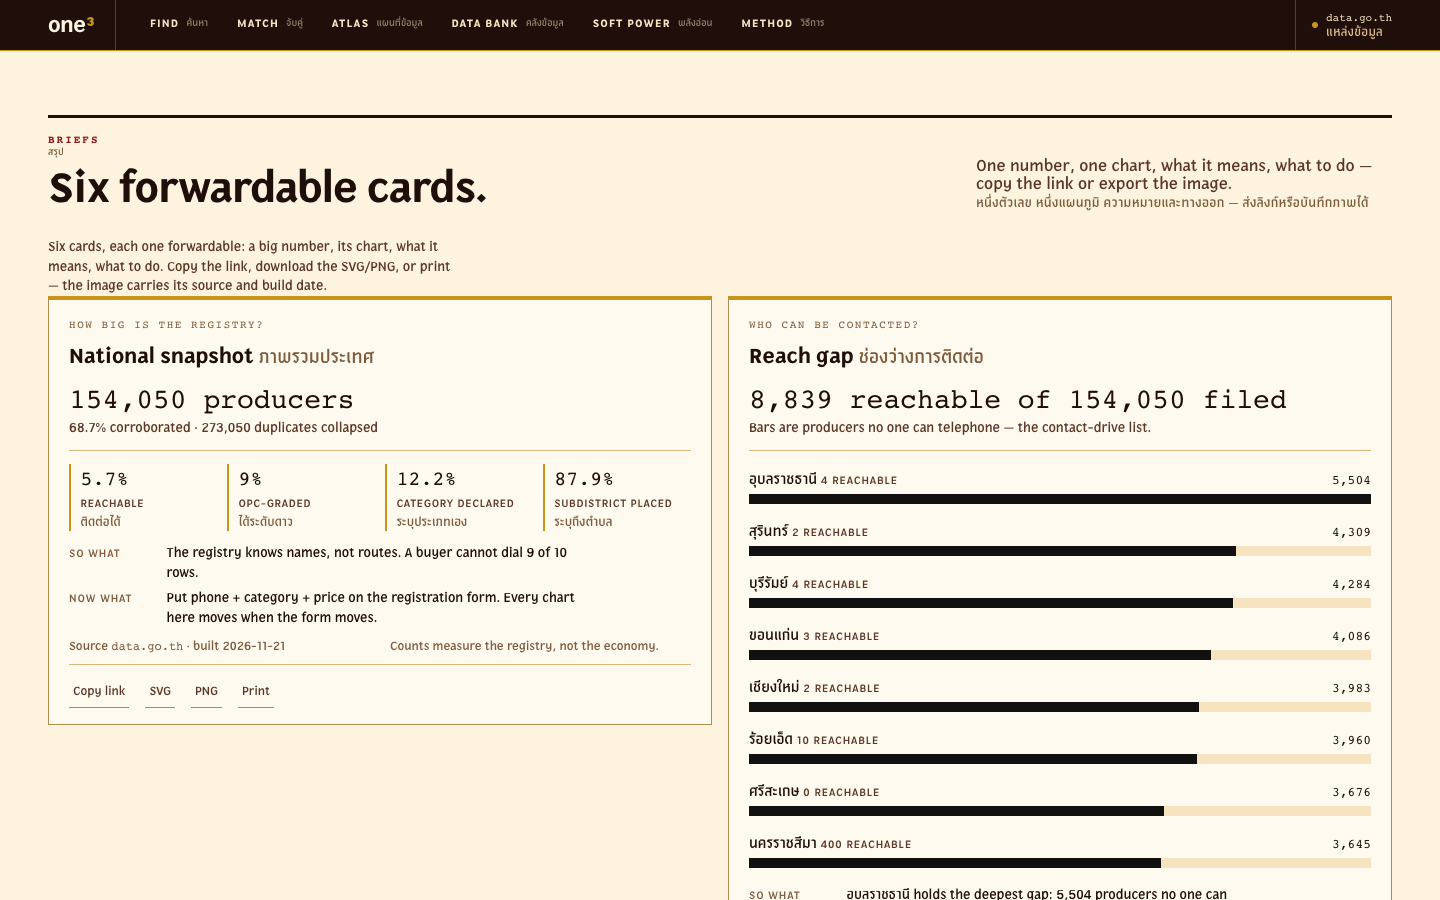 one³
FIND ค้นหา MATCH จับคู่ ATLAS แผนที่ข้อมูล DATA BANK คลังข้อมูล SOFT POWER พลังอ่อน METHOD วิธีการ
data.go.th
แหล่งข้อมูล
BRIEFS
สรุป
Six forwardable cards.
One number, one chart, what it means, what to do —
copy the link or export the image.
หนึ่งตัวเลข หนึ่งแผนภูมิ ความหมายและทางออก — ส่งลิงก์หรือบันทึกภาพได้
Six cards, each one forwardable: a big number, its chart, what it
means, what to do. Copy the link, download the SVG/PNG, or print
— the image carries its source and build date.
HOW BIG IS THE REGISTRY?
National snapshot ภาพรวมประเทศ
154,050 producers
68.7% corroborated · 273,050 duplicates collapsed
5.7% 9% 12.2% 87.9%
REACHABLE OPC-GRADED CATEGORY DECLARED SUBDISTRICT PLACED
ติดต่อได้ ได้ระดับดาว ระบุประเภทเอง ระบุถึงตำบล
SO WHAT The registry knows names, not routes. A buyer cannot dial 9 of 10
rows.
NOW WHAT Put phone + category + price on the registration form. Every chart
here moves when the form moves.
Source data.go.th · built 2026-11-21 Counts measure the registry, not the economy.
Copy link SVG PNG Print
WHO CAN BE CONTACTED?
Reach gap ช่องว่างการติดต่อ
8,839 reachable of 154,050 filed
Bars are producers no one can telephone — the contact-drive list.
อุบลราชธานี 4 REACHABLE 5,504
สุรินทร์ 2 REACHABLE 4,309
บุรีรัมย์ 4 REACHABLE 4,284
ขอนแก่น 3 REACHABLE 4,086
เชียงใหม่ 2 REACHABLE 3,983
ร้อยเอ็ด 10 REACHABLE 3,960
ศรีสะเกษ 0 REACHABLE 3,676
นครราชสีมา 400 REACHABLE 3,645
SO WHAT อุบลราชธานี holds the deepest gap: 5,504 producers no one can